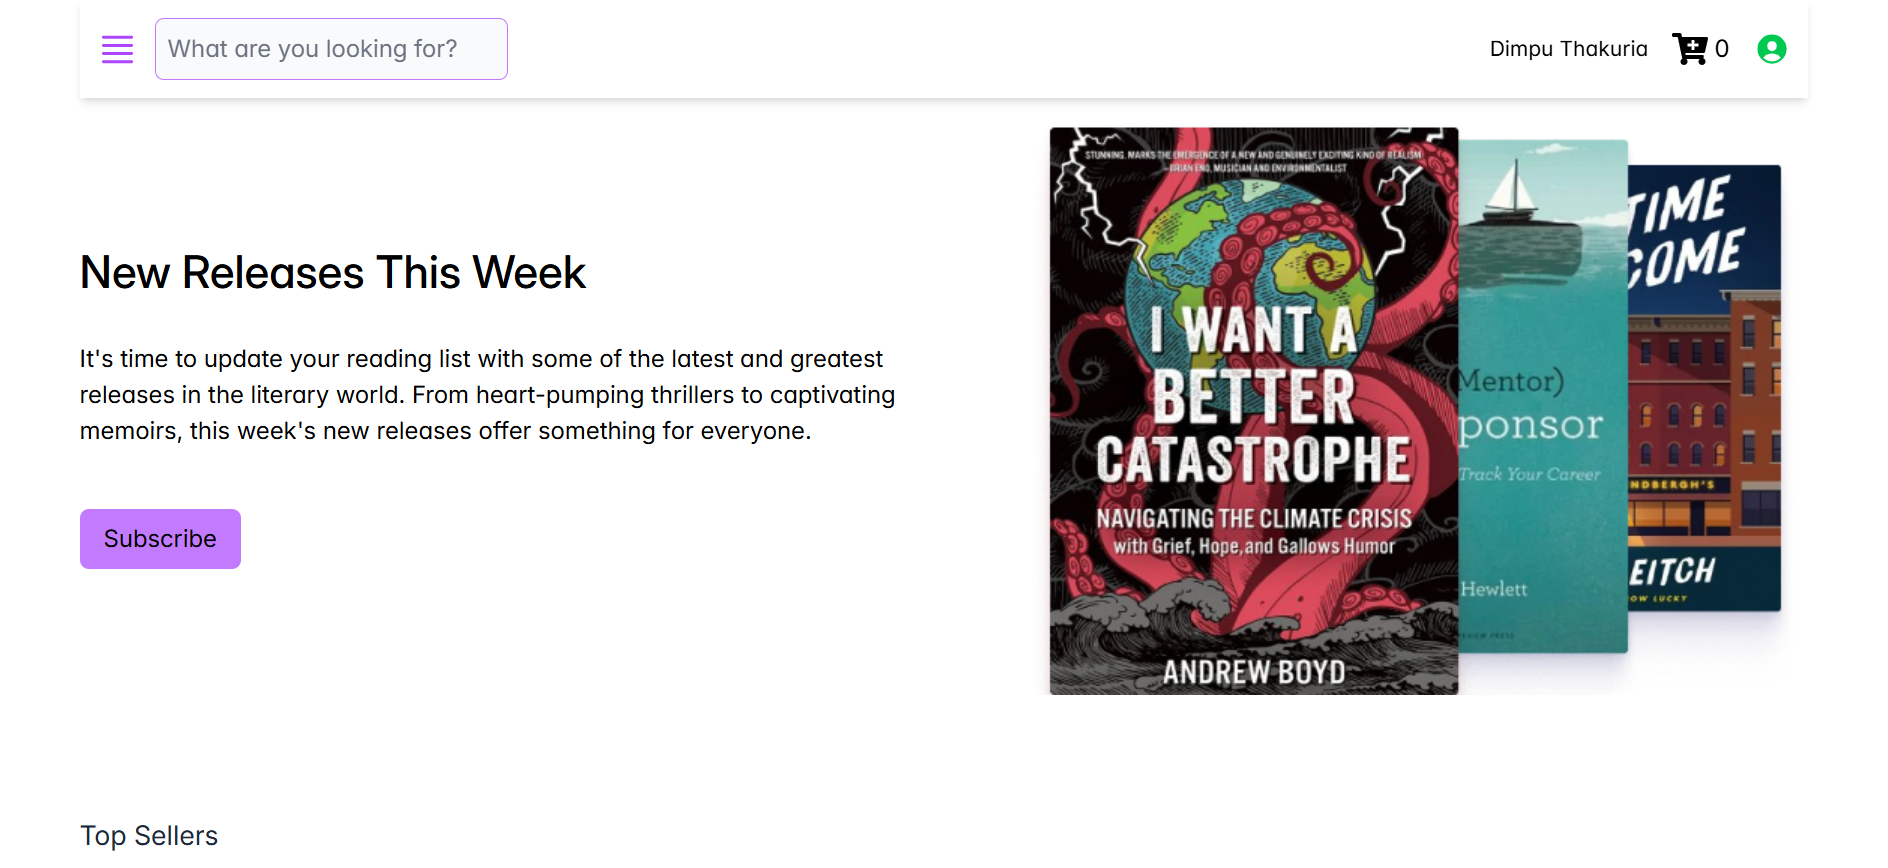 What are you looking for?
Dimpu Thakuria
0
New Releases This Week
It's time to update your reading list with some of the latest and greatest
releases in the literary world. From heart-pumping thrillers to captivating
memoirs, this week's new releases offer something for everyone.
Subscribe
STUNNING. MARKS THE EMERGENCE OF A NEW AND GENUINELY EXCITING KIND OF REALISM
—BRIAN ENO, MUSICIAN AND ENVIRONMENTALIST
I WANT A
BETTER
CATASTROPHE
NAVIGATING THE CLIMATE CRISIS
with Grief, Hope, and Gallows Humor
ANDREW BOYD
Mentor)
ponsor
Track Your Career
Hewlett
REVIEW PRESS
TIME
COME
NDBERGH'S
EITCH
OW LUCKY
Top Sellers